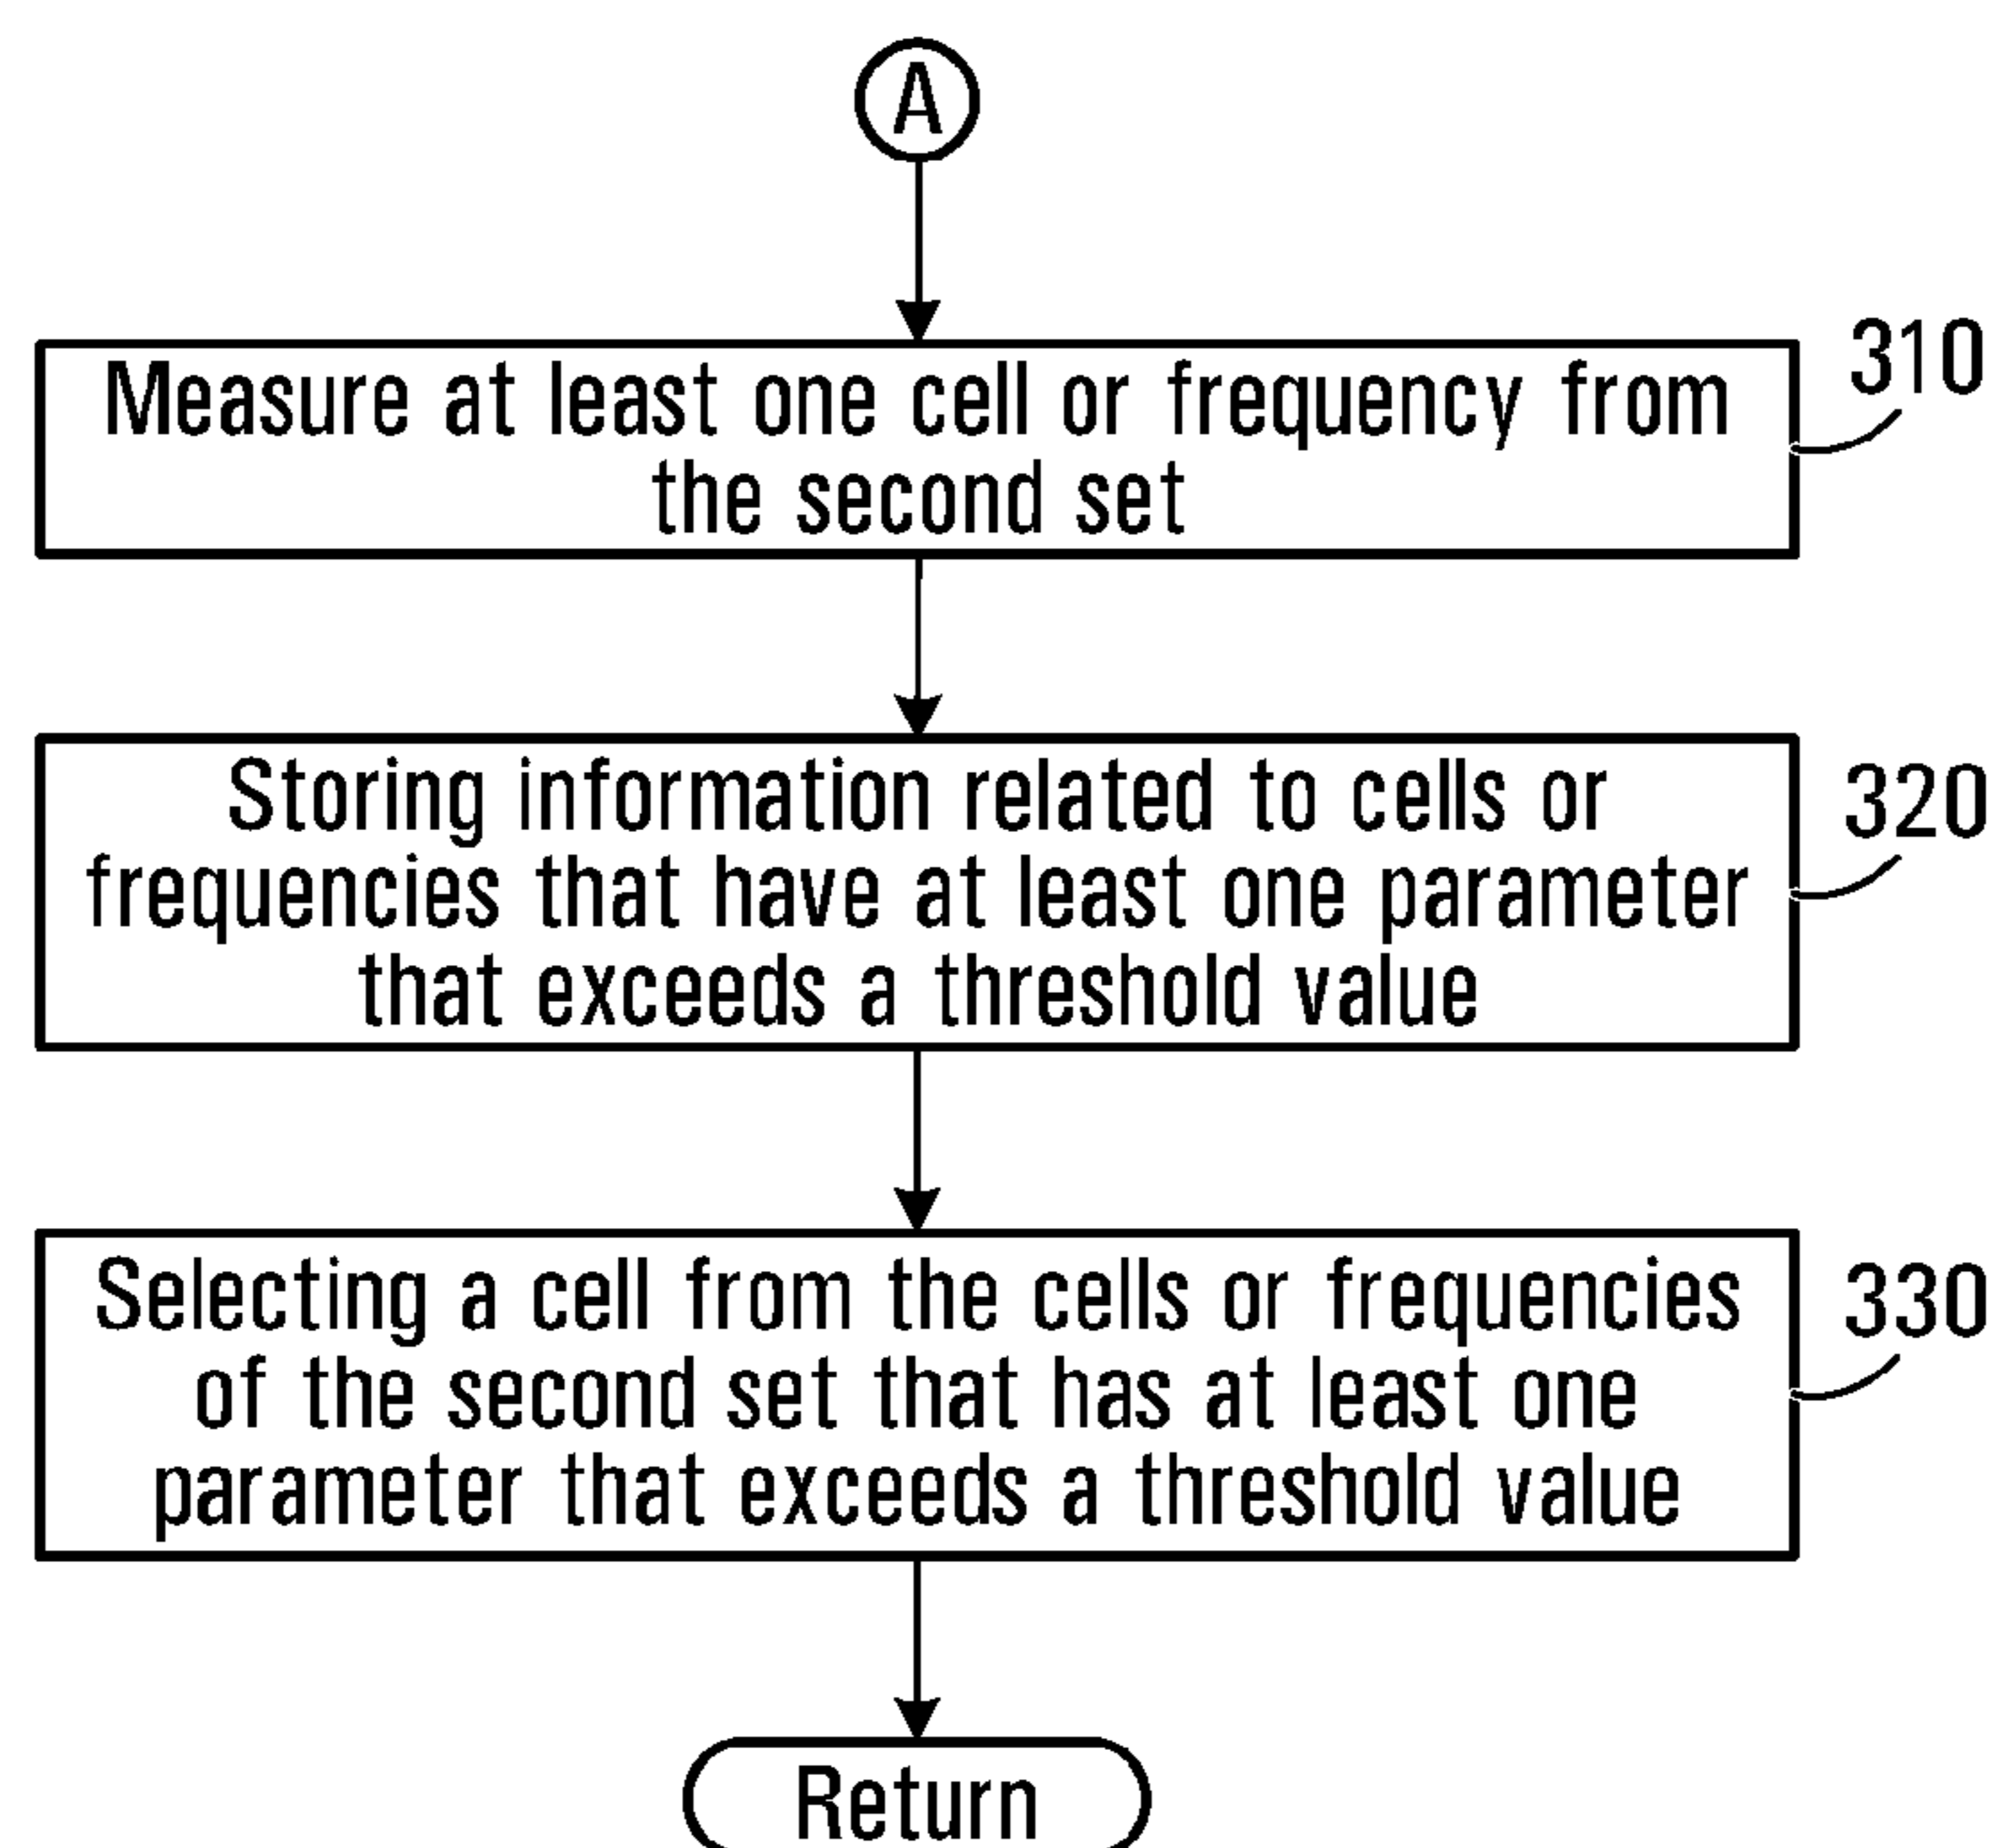 A
Measure at least one cell or frequency from
the second set
310
Storing information related to cells or
frequencies that have at least one parameter
that exceeds a threshold value
320
Selecting a cell from the cells or frequencies
of the second set that has at least one
parameter that exceeds a threshold value
330
Return